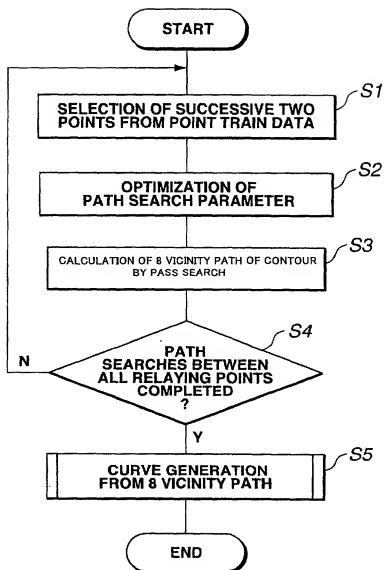 START
S1
SELECTION OF SUCCESSIVE TWO
POINTS FROM POINT TRAIN DATA
S2
OPTIMIZATION OF
PATH SEARCH PARAMETER
S3
CALCULATION OF 8 VICINITY PATH OF CONTOUR
BY PASS SEARCH
S4
PATH
SEARCHES BETWEEN
ALL RELAYING POINTS
COMPLETED
?
N
Y
S5
CURVE GENERATION
FROM 8 VICINITY PATH
END